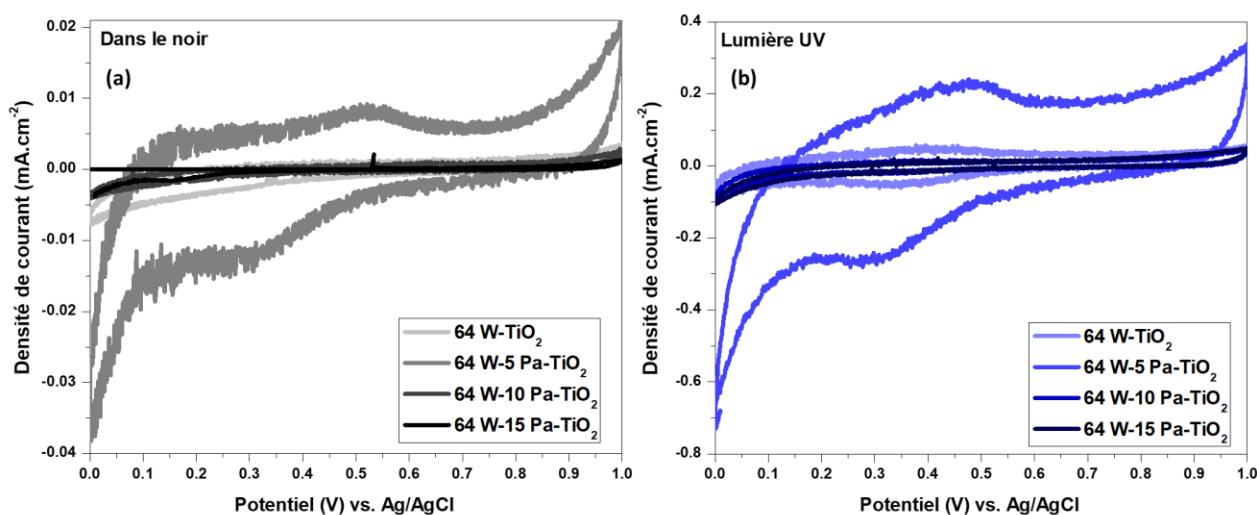 Dans le noir
(a)
Densité de courant (mA.cm⁻²)
0.02
0.01
0.00
-0.01
-0.02
-0.03
-0.04
0.0 0.1 0.2 0.3 0.4 0.5 0.6 0.7 0.8 0.9 1.0
Potentiel (V) vs. Ag/AgCl
64 W-TiO₂
64 W-5 Pa-TiO₂
64 W-10 Pa-TiO₂
64 W-15 Pa-TiO₂
Lumière UV
(b)
Densité de courant (mA.cm⁻²)
0.4
0.2
0.0
-0.2
-0.4
-0.6
-0.8
0.0 0.1 0.2 0.3 0.4 0.5 0.6 0.7 0.8 0.9 1.0
Potentiel (V) vs. Ag/AgCl
64 W-TiO₂
64 W-5 Pa-TiO₂
64 W-10 Pa-TiO₂
64 W-15 Pa-TiO₂